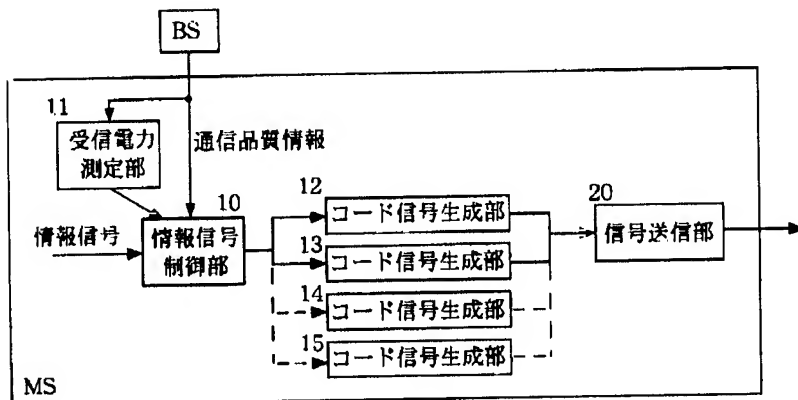 BS
11
受信電力
測定部
通信品質情報
10
情報信号
情報信号
制御部
12
コード信号生成部
13
コード信号生成部
14
コード信号生成部
15
コード信号生成部
20
信号送信部
MS